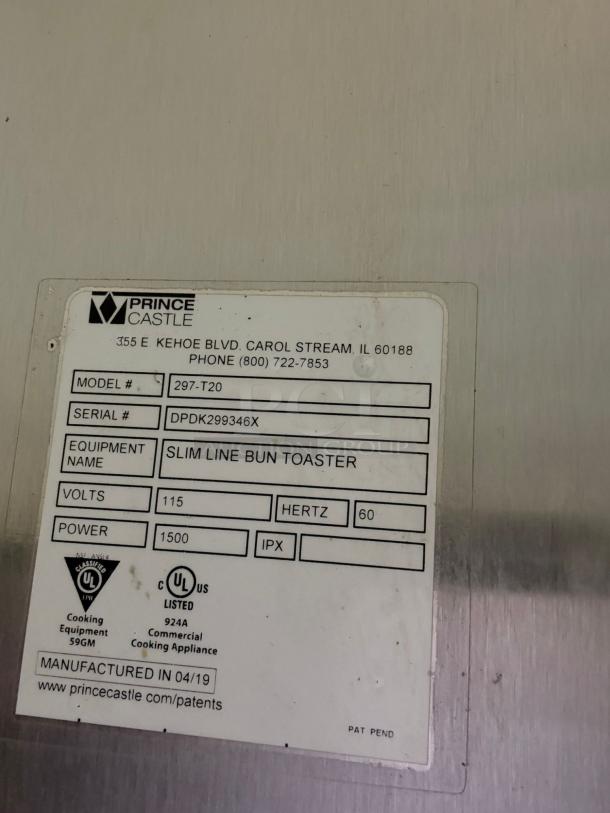 PRINCE
CASTLE
355 E. KEHOE BLVD. CAROL STREAM, IL 60188
PHONE (800) 722-7853
MODEL # 297-T20
SERIAL # DPDK299346X
EQUIPMENT NAME SLIM LINE BUN TOASTER
VOLTS 115 HERTZ 60
POWER 1500 IPX
CLASSIFIED
UL
Cooking
Equipment
59GM
C UL US
LISTED
924A
Commercial
Cooking Appliance
MANUFACTURED IN 04/19
www.princecastle.com/patents
PAT PEND